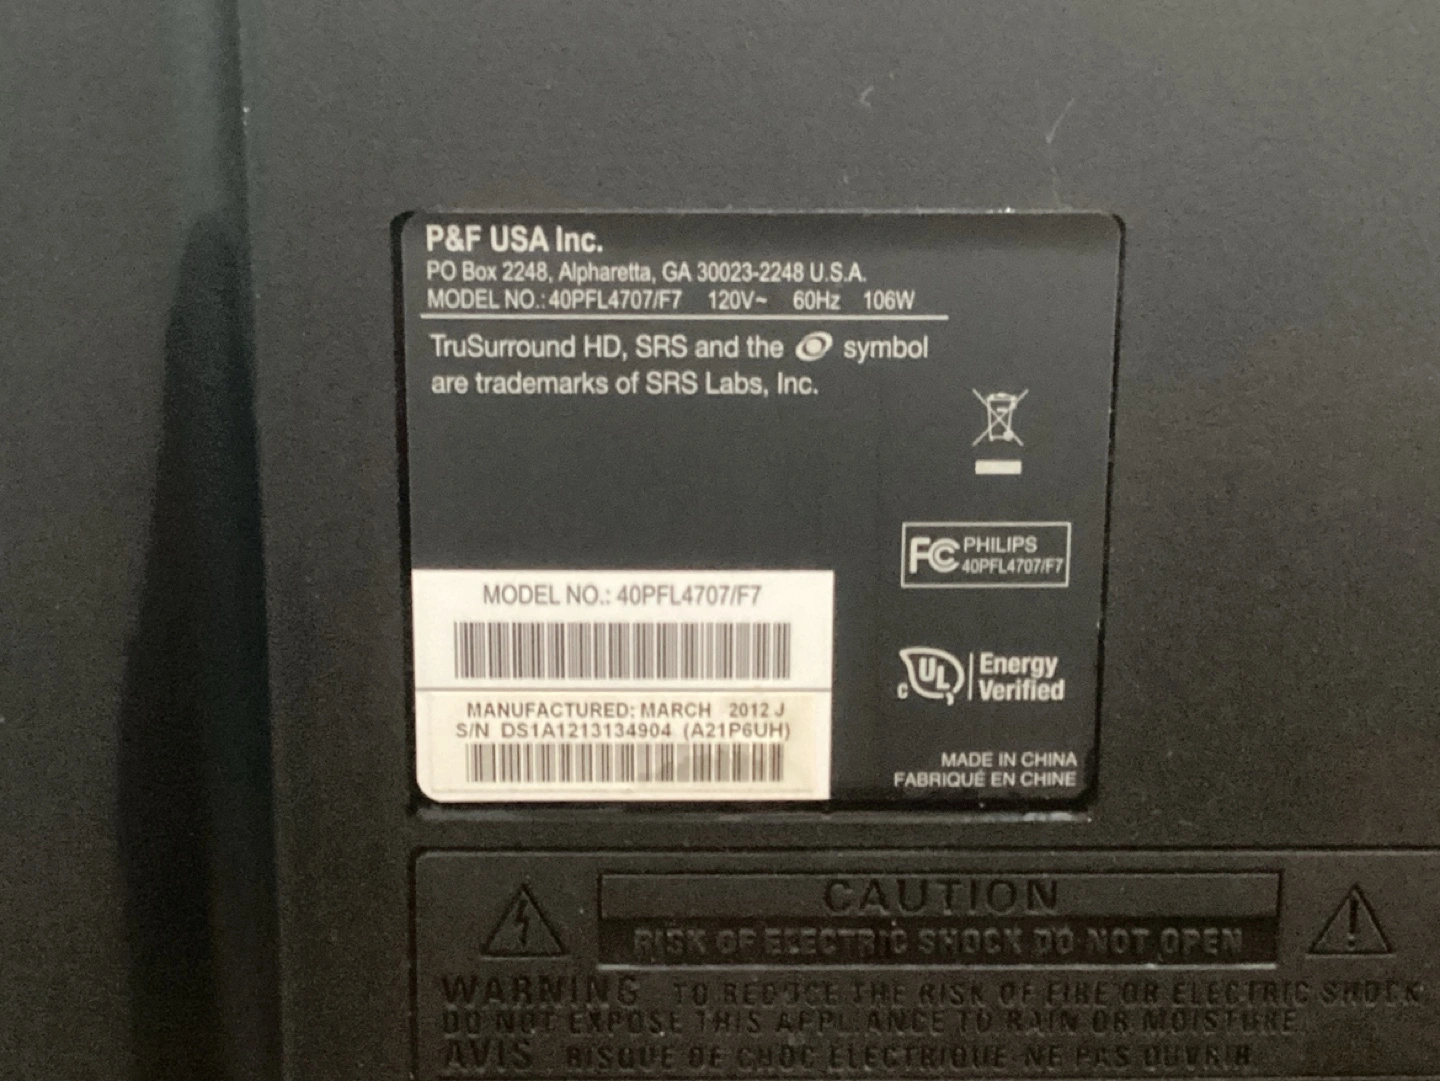 P&F USA Inc.
PO Box 2248, Alpharetta, GA 30023-2248 U.S.A.
MODEL NO.: 40PFL4707/F7 120V~ 60Hz 106W
TruSurround HD, SRS and the symbol
are trademarks of SRS Labs, Inc.
FC PHILIPS
40PFL4707/F7
MODEL NO.: 40PFL4707/F7
c UL Energy
Verified
MANUFACTURED: MARCH 2012 J
S/N DS1A1213134904 (A21P6UH)
MADE IN CHINA
FABRIQUÉ EN CHINE
CAUTION
RISK OF ELECTRIC SHOCK DO NOT OPEN
WARNING TO REDUCE THE RISK OF FIRE OR ELECTRIC SHOCK
DO NOT EXPOSE THIS APPLIANCE TO RAIN OR MOISTURE.
AVIS RISQUE DE CHOC ELECTRIQUE-NE PAS OUVRIR